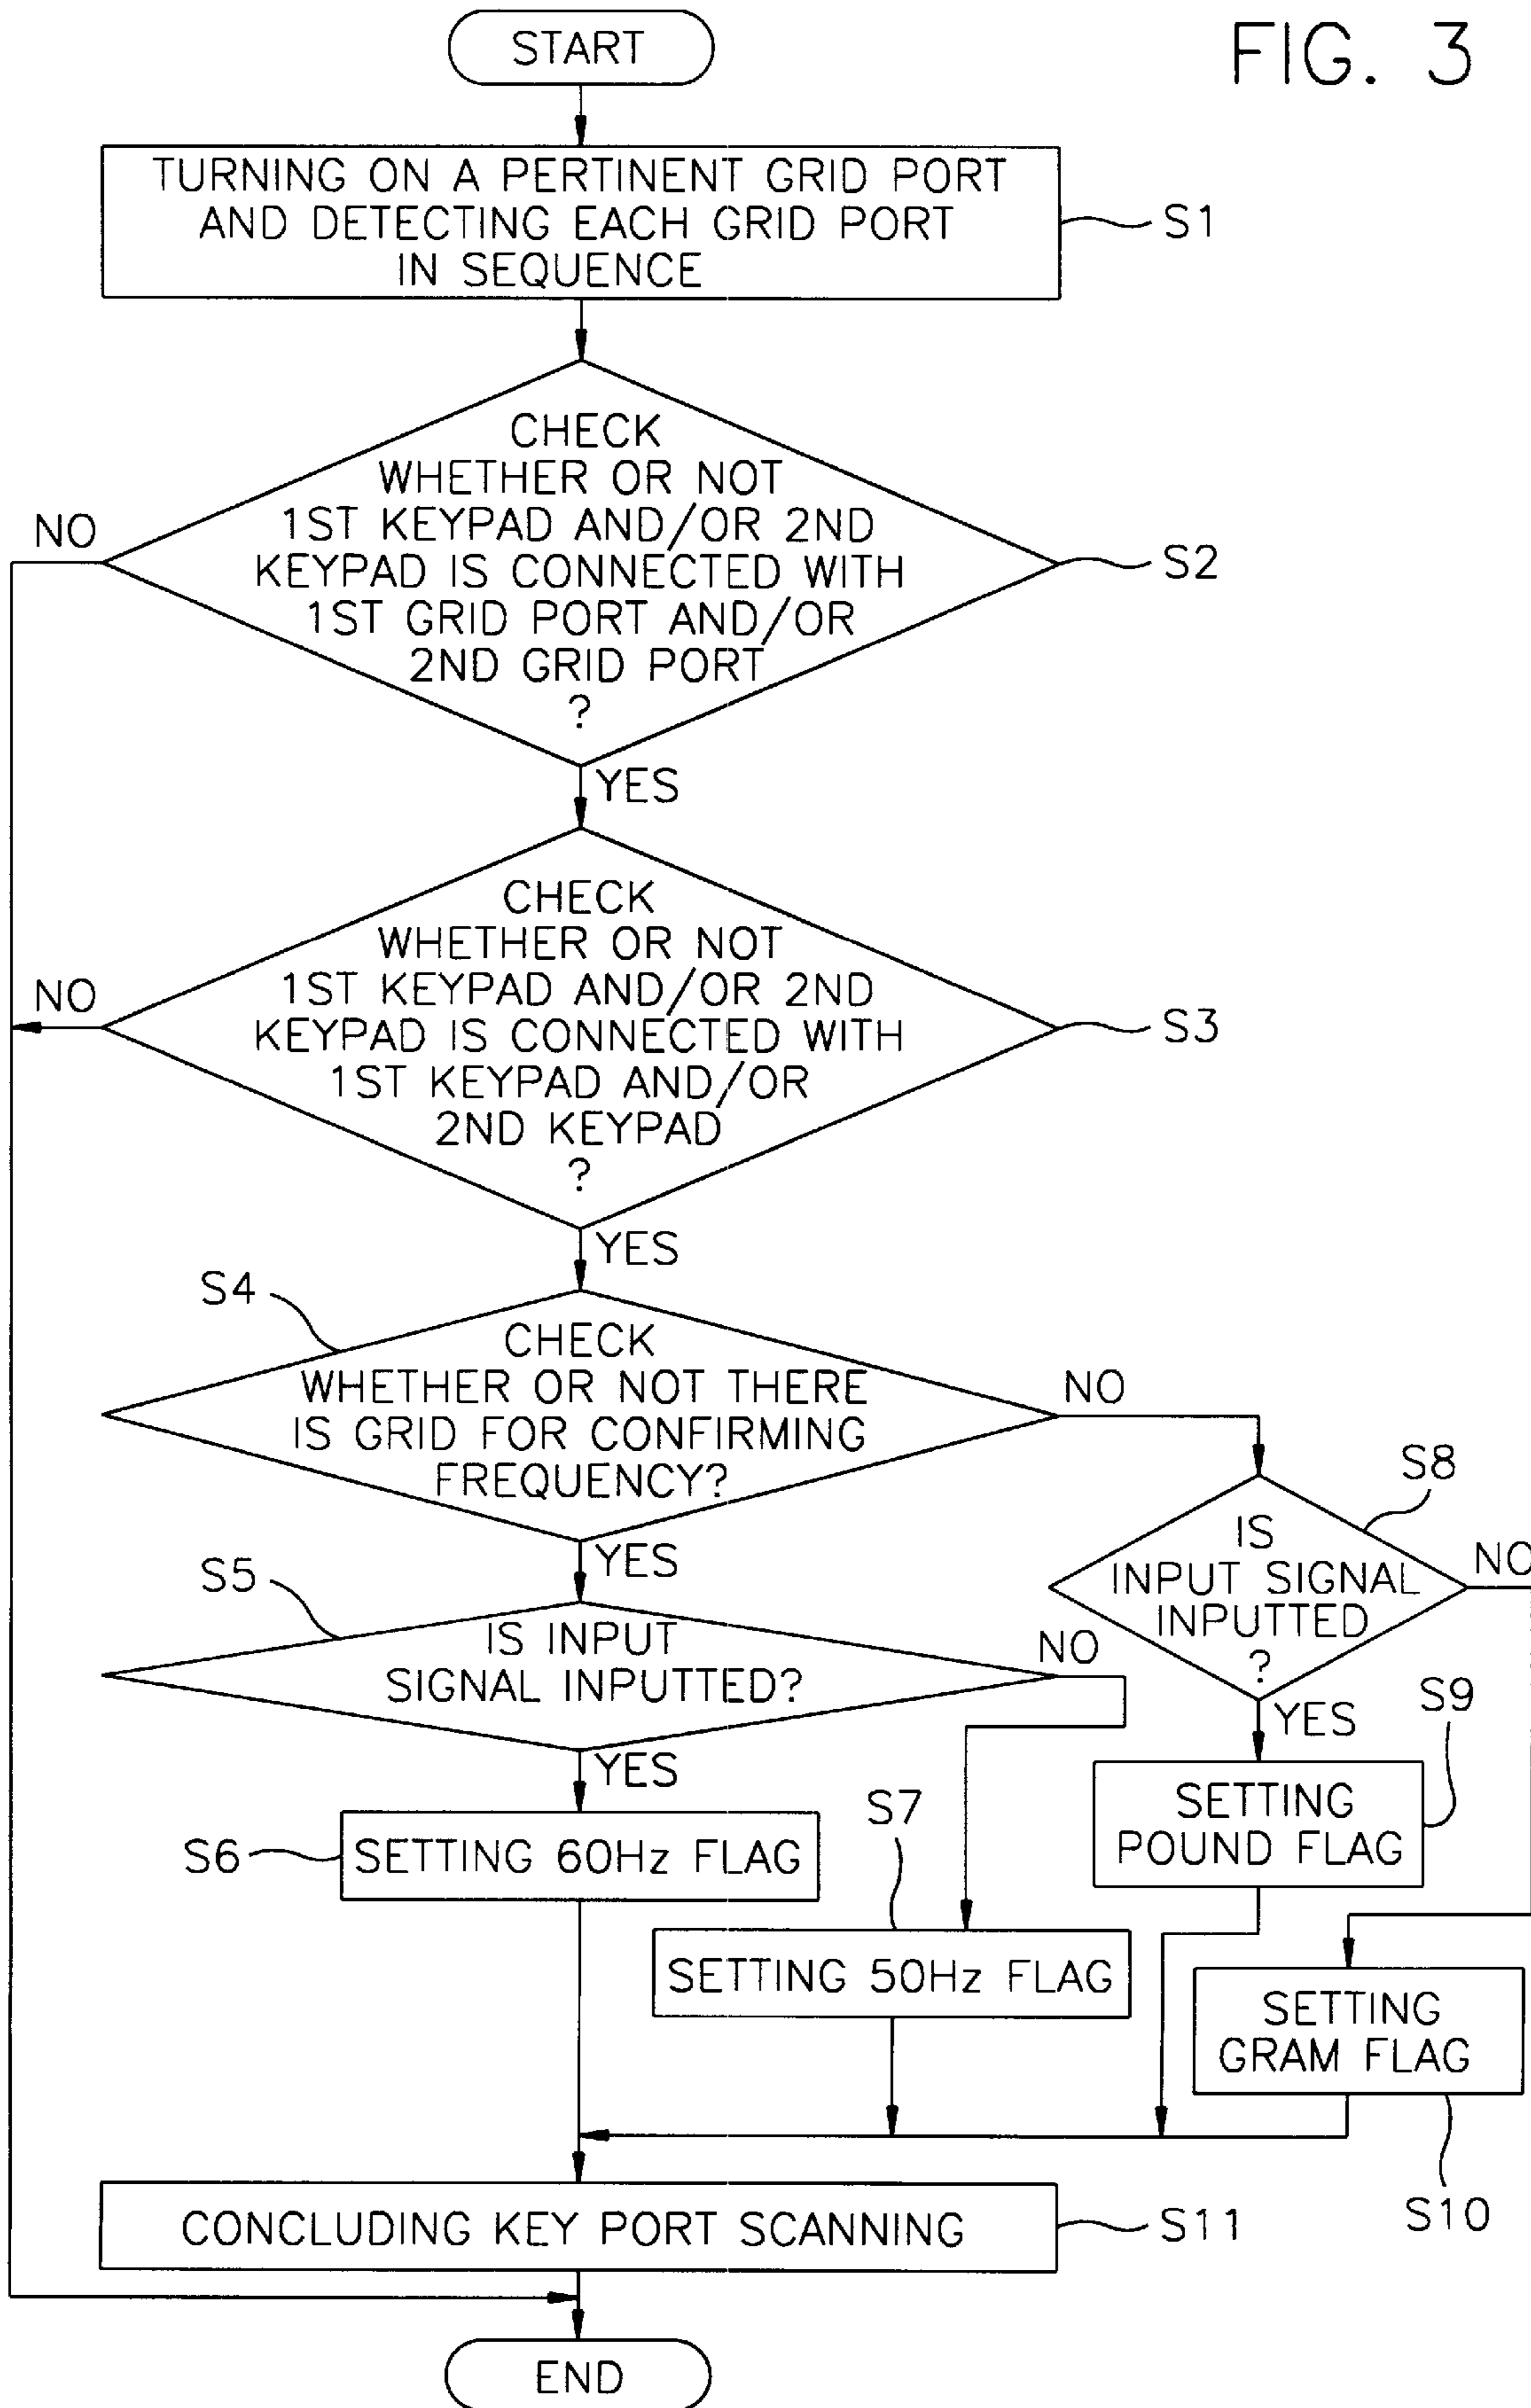 FIG. 3
START
TURNING ON A PERTINENT GRID PORT
AND DETECTING EACH GRID PORT
IN SEQUENCE
S1
CHECK
WHETHER OR NOT
1ST KEYPAD AND/OR 2ND
KEYPAD IS CONNECTED WITH
1ST GRID PORT AND/OR
2ND GRID PORT
?
NO
S2
YES
CHECK
WHETHER OR NOT
1ST KEYPAD AND/OR 2ND
KEYPAD IS CONNECTED WITH
1ST KEYPAD AND/OR
2ND KEYPAD
?
NO
S3
YES
S4
CHECK
WHETHER OR NOT THERE
IS GRID FOR CONFIRMING
FREQUENCY?
NO
YES
S5
IS INPUT
SIGNAL INPUTTED?
NO
YES
S8
IS
INPUT SIGNAL
INPUTTED
?
NO
YES
S9
SETTING
POUND FLAG
S6
SETTING 60Hz FLAG
S7
SETTING 50Hz FLAG
SETTING
GRAM FLAG
S10
CONCLUDING KEY PORT SCANNING
S11
END